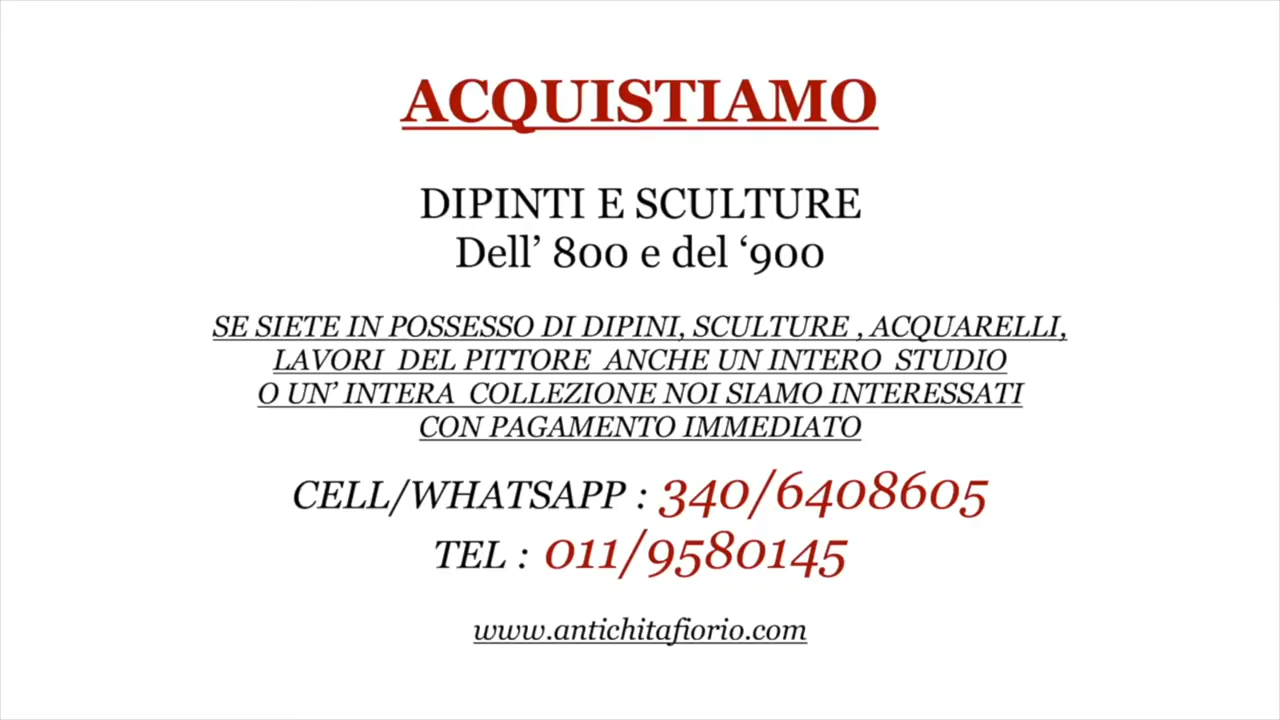 ACQUISTIAMO
DIPINTI E SCULTURE
Dell’ 800 e del ‘900
SE SIETE IN POSSESSO DI DIPINI, SCULTURE , ACQUARELLI,
LAVORI DEL PITTORE ANCHE UN INTERO STUDIO
O UN’ INTERA COLLEZIONE NOI SIAMO INTERESSATI
CON PAGAMENTO IMMEDIATO
CELL/WHATSAPP : 340/6408605
TEL : 011/9580145
www.antichitafiorio.com